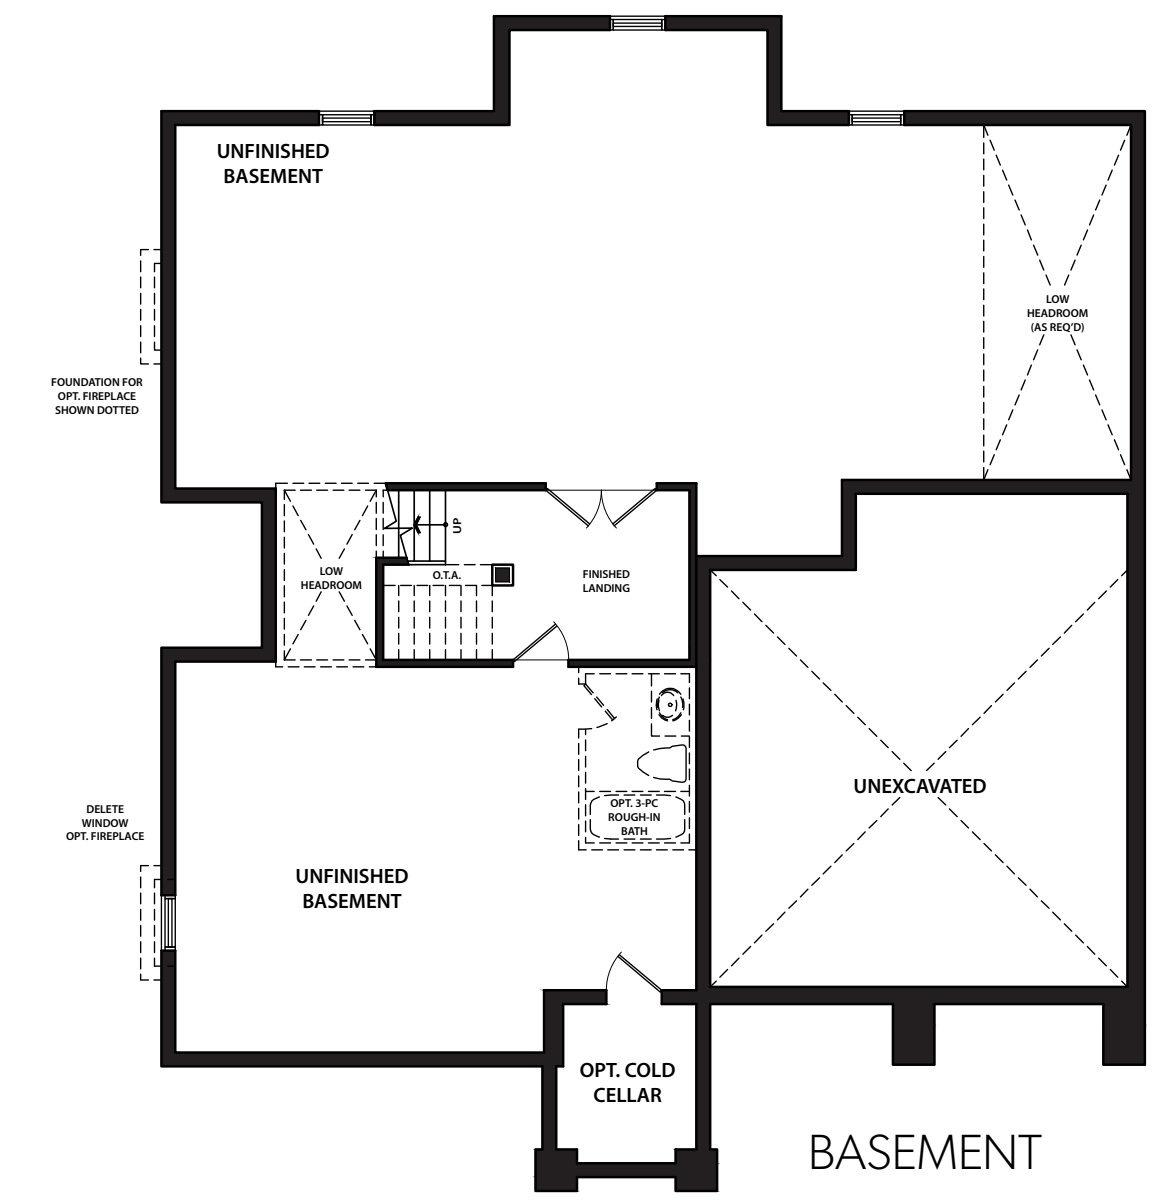 UNFINISHED
BASEMENT
LOW
HEADROOM
(AS REQ'D)
FOUNDATION FOR
OPT. FIREPLACE
SHOWN DOTTED
UP
LOW
HEADROOM
O.T.A.
FINISHED
LANDING
UNEXCAVATED
OPT. 3-PC
ROUGH-IN
BATH
DELETE
WINDOW
OPT. FIREPLACE
UNFINISHED
BASEMENT
OPT. COLD
CELLAR
BASEMENT